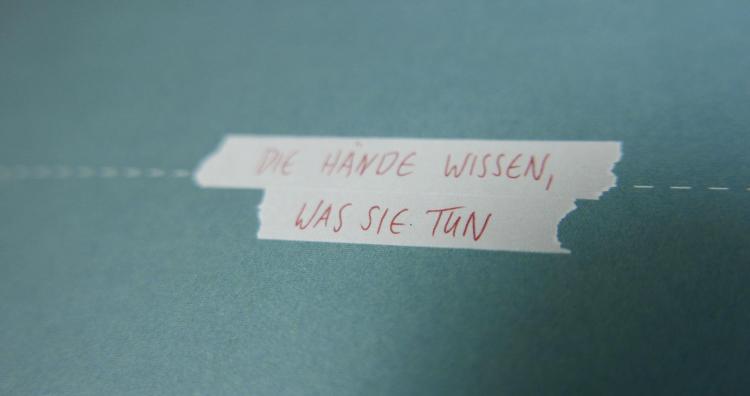 DIE HÄNDE WISSEN,
WAS SIE TUN